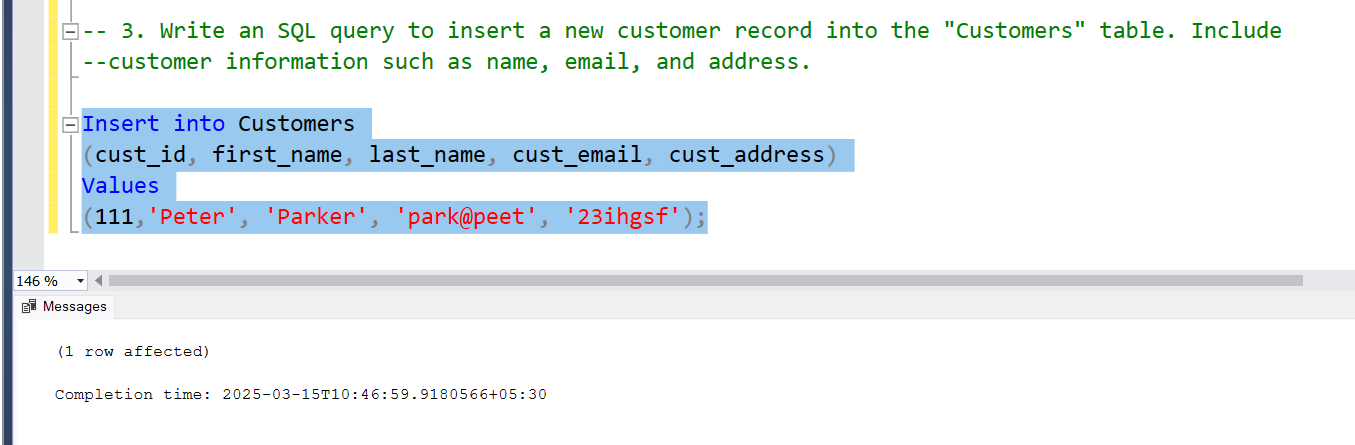 -- 3. Write an SQL query to insert a new customer record into the "Customers" table. Include
--customer information such as name, email, and address.
Insert into Customers
(cust_id, first_name, last_name, cust_email, cust_address)
Values
(111,'Peter', 'Parker', 'park@peet', '23ihgsf');
146 %
Messages
(1 row affected)
Completion time: 2025-03-15T10:46:59.9180566+05:30